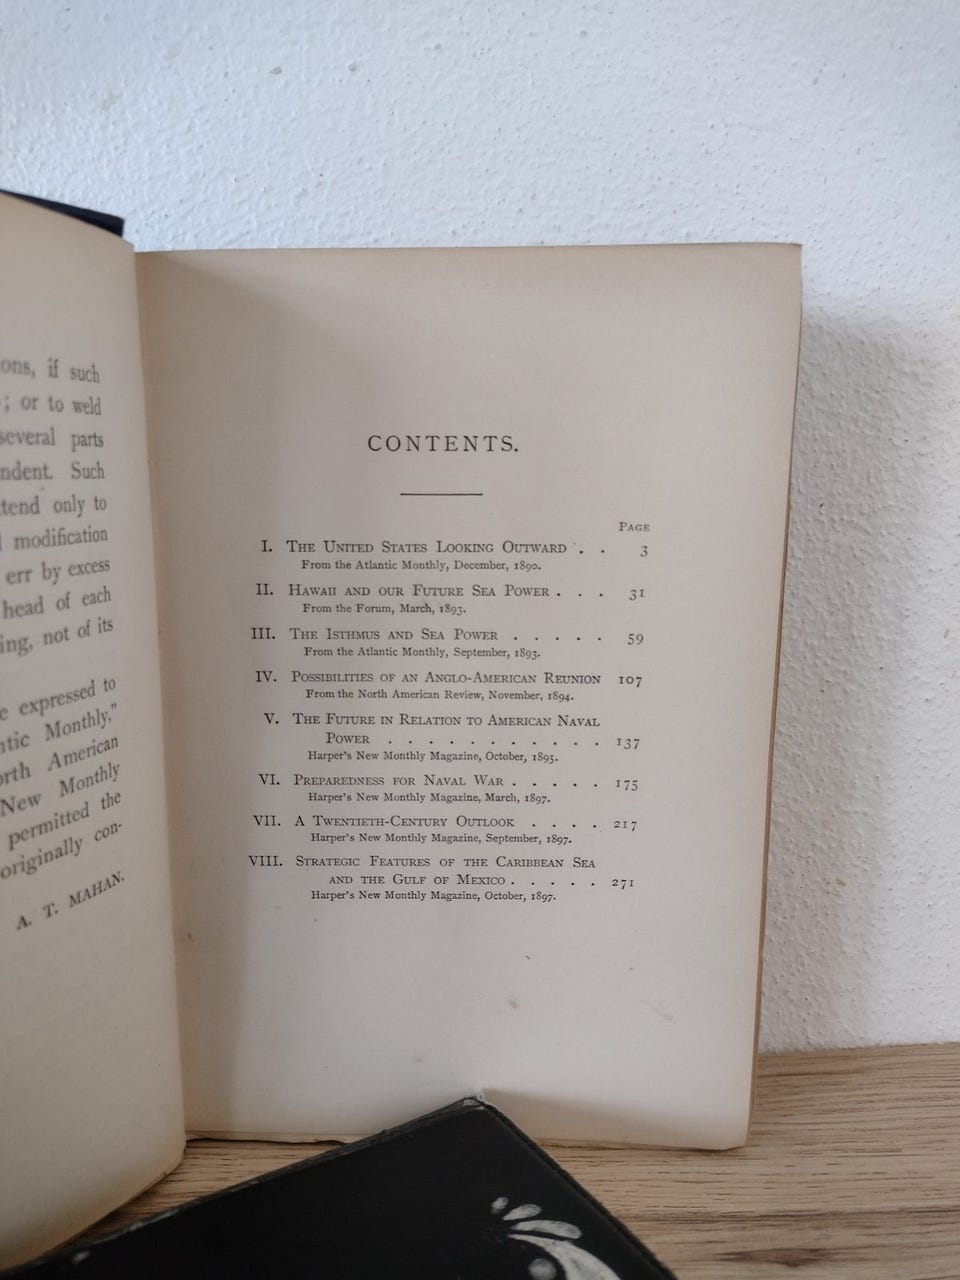 ons, if such
; or to weld
several parts
ndent. Such
tend only to
modification
err by excess
head of each
ing, not of its
e expressed to
ntic Monthly,"
orth American
New Monthly
permitted the
originally con-
A. T. MAHAN.
CONTENTS.
PAGE
I. THE UNITED STATES LOOKING OUTWARD . . 3
From the Atlantic Monthly, December, 1890.
II. HAWAII AND OUR FUTURE SEA POWER . . . 31
From the Forum, March, 1893.
III. THE ISTHMUS AND SEA POWER . . . . . 59
From the Atlantic Monthly, September, 1893.
IV. POSSIBILITIES OF AN ANGLO-AMERICAN REUNION 107
From the North American Review, November, 1894.
V. THE FUTURE IN RELATION TO AMERICAN NAVAL
POWER . . . . . . . . . . . 137
Harper's New Monthly Magazine, October, 1895.
VI. PREPAREDNESS FOR NAVAL WAR . . . . . 175
Harper's New Monthly Magazine, March, 1897.
VII. A TWENTIETH-CENTURY OUTLOOK . . . . 217
Harper's New Monthly Magazine, September, 1897.
VIII. STRATEGIC FEATURES OF THE CARIBBEAN SEA
AND THE GULF OF MEXICO . . . . . 271
Harper's New Monthly Magazine, October, 1897.